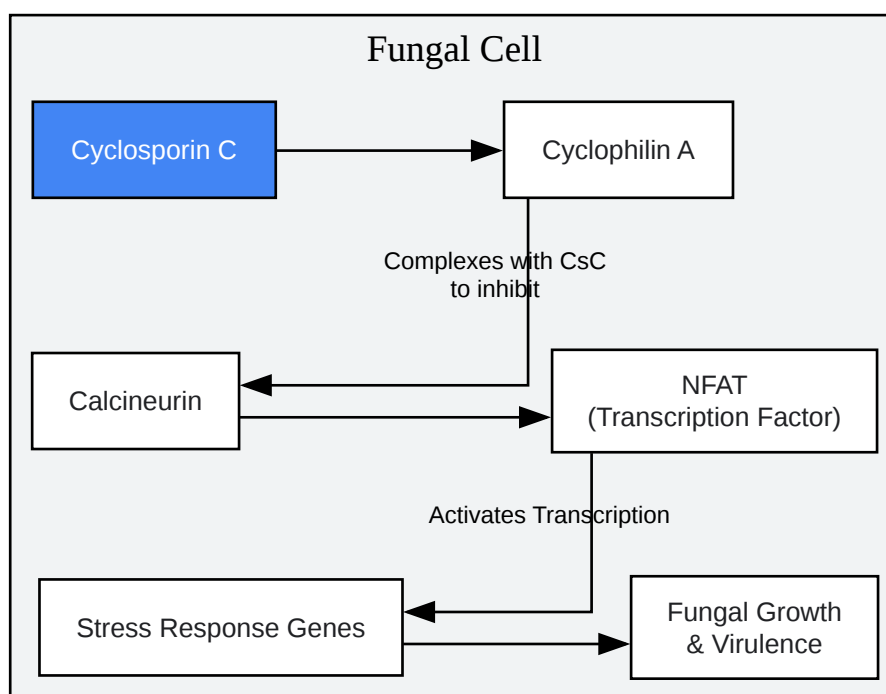 Fungal Cell
Cyclosporin C
Cyclophilin A
Complexes with CsC
to inhibit
Calcineurin
NFAT
(Transcription Factor)
Activates Transcription
Stress Response Genes
Fungal Growth
& Virulence